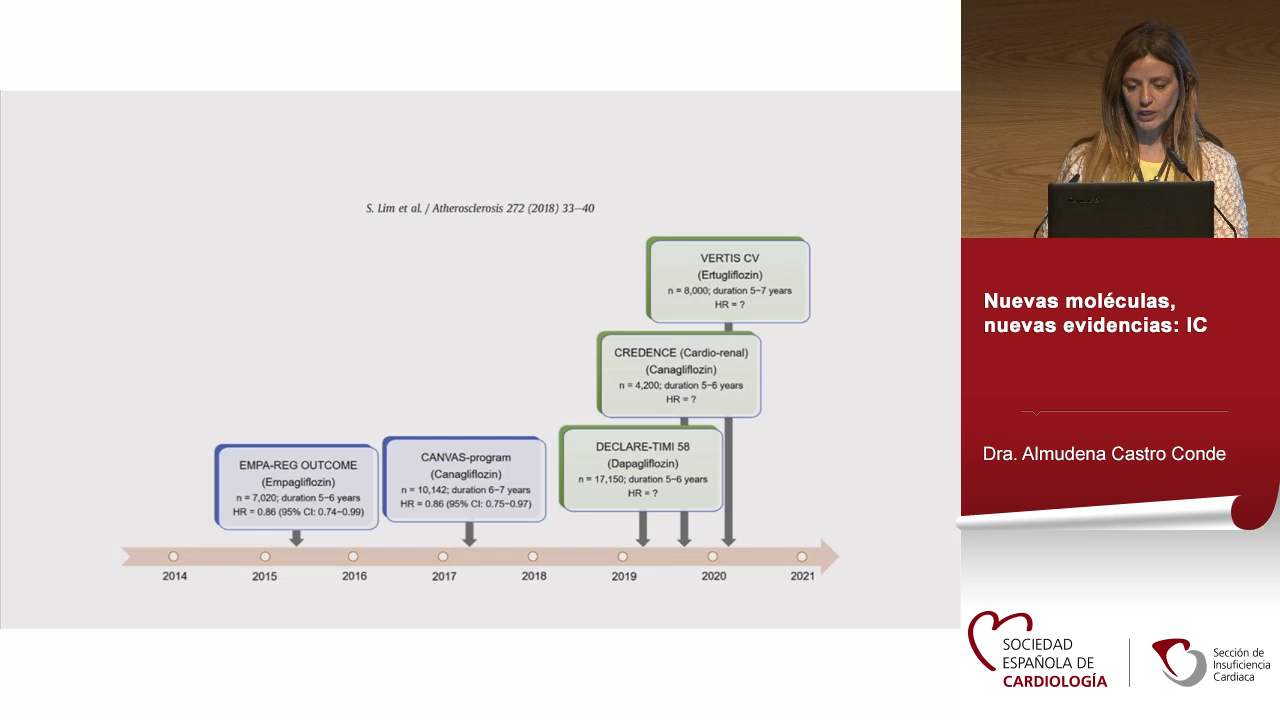 S. Lim et al. / Atherosclerosis 272 (2018) 33–40
VERTIS CV
(Ertugliflozin)
n = 8,000; duration 5−7 years
HR = ?
CREDENCE (Cardio-renal)
(Canagliflozin)
n = 4,200; duration 5−6 years
HR = ?
DECLARE-TIMI 58
(Dapagliflozin)
n = 17,150; duration 5−6 years
HR = ?
EMPA-REG OUTCOME
(Empagliflozin)
n = 7,020; duration 5−6 years
HR = 0.86 (95% CI: 0.74−0.99)
CANVAS-program
(Canagliflozin)
n = 10,142; duration 6−7 years
HR = 0.86 (95% CI: 0.75-0.97)
2014 2015 2016 2017 2018 2019 2020 2021
Nuevas moléculas,
nuevas evidencias: IC
Dra. Almudena Castro Conde
SOCIEDAD
ESPAÑOLA DE
CARDIOLOGÍA
Sección de
Insuficiencia
Cardiaca